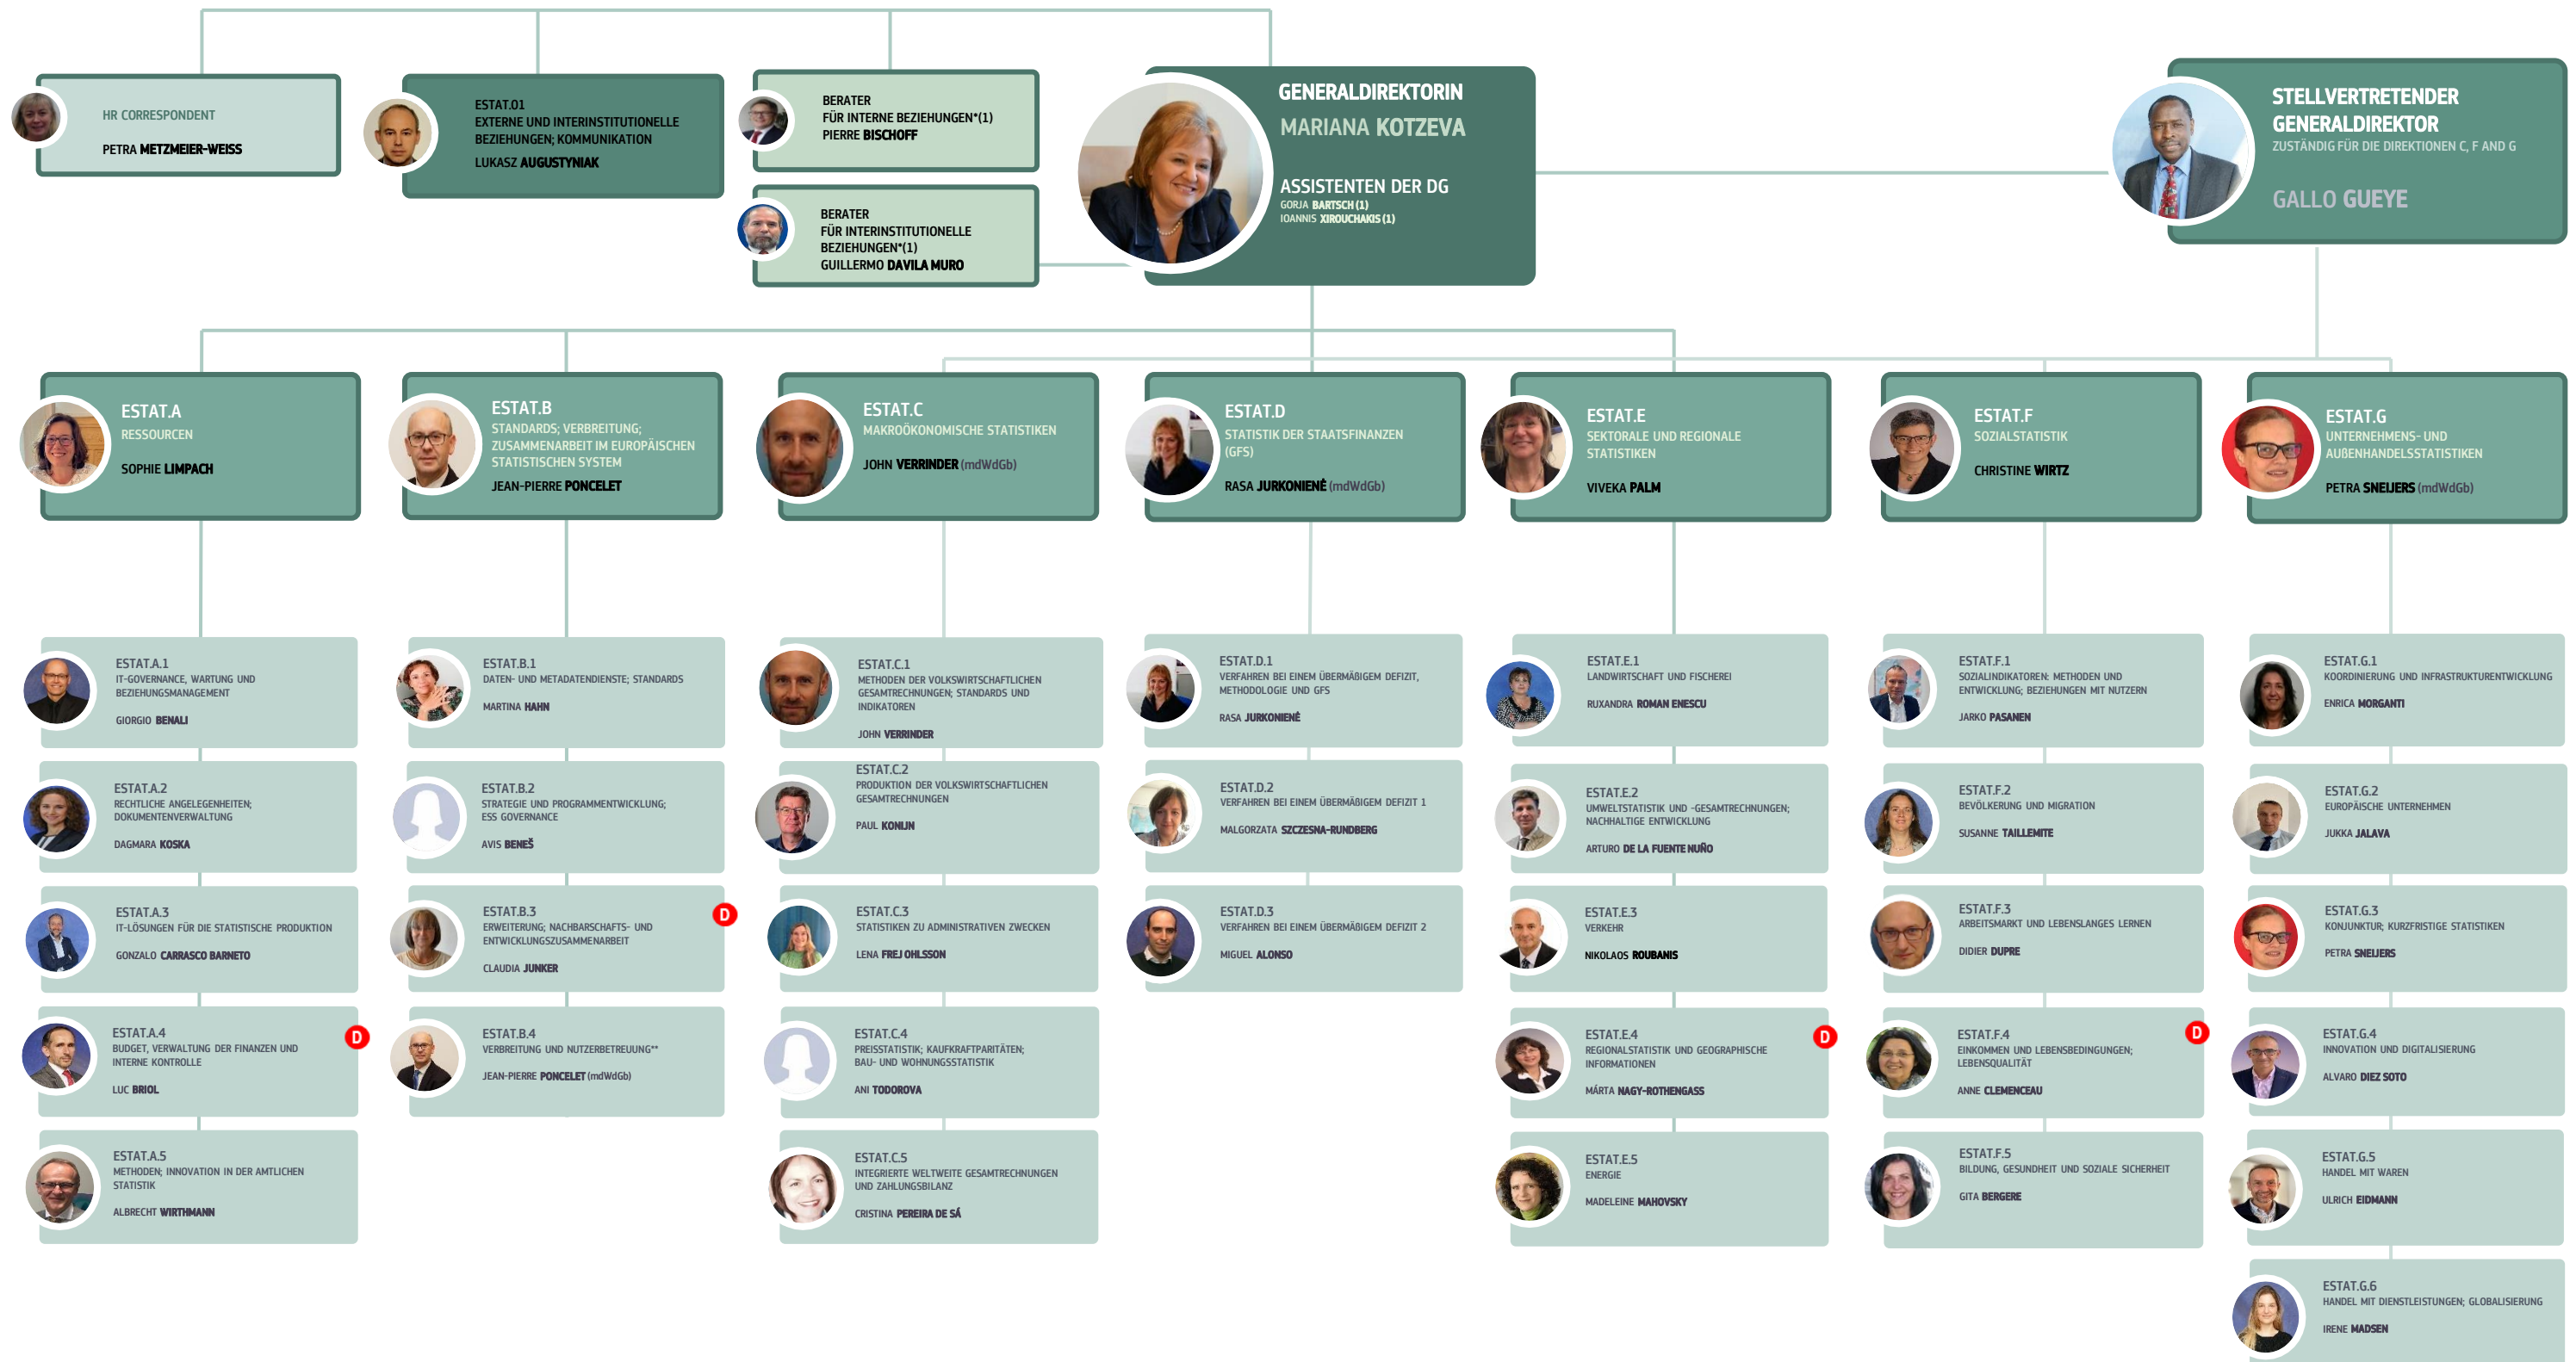 HR CORRESPONDENT
PETRA METZMEIER-WEISS
ESTAT.01
EXTERNE UND INTERINSTITUTIONELLE
BEZIEHUNGEN; KOMMUNIKATION
LUKASZ AUGUSTYNIAK
BERATER
FÜR INTERNE BEZIEHUNGEN*(1)
PIERRE BISCHOFF
BERATER
FÜR INTERINSTITUTIONELLE
BEZIEHUNGEN*(1)
GUILLERMO DAVILA MURO
GENERALDIREKTORIN
MARIANA KOTZEVA
ASSISTENTEN DER DG
GORJA BARTSCH (1)
IOANNIS XIROUCHAKIS (1)
STELLVERTRETENDER
GENERALDIREKTOR
ZUSTÄNDIG FÜR DIE DIREKTIONEN C, F AND G
GALLO GUEYE
ESTAT.A
RESSOURCEN
SOPHIE LIMPACH
ESTAT.B
STANDARDS; VERBREITUNG;
ZUSAMMENARBEIT IM EUROPÄISCHEN
STATISTISCHEN SYSTEM
JEAN-PIERRE PONCELET
ESTAT.C
MAKROÖKONOMISCHE STATISTIKEN
JOHN VERRINDER (mdWdGb)
ESTAT.D
STATISTIK DER STAATSFINANZEN
(GFS)
RASA JURKONIENĖ (mdWdGb)
ESTAT.E
SEKTORALE UND REGIONALE
STATISTIKEN
VIVEKA PALM
ESTAT.F
SOZIALSTATISTIK
CHRISTINE WIRTZ
ESTAT.G
UNTERNEHMENS- UND
AUẞENHANDELSSTATISTIKEN
PETRA SNEIJERS (mdWdGb)
ESTAT.A.1
IT-GOVERNANCE, WARTUNG UND
BEZIEHUNGSMANAGEMENT
GIORGIO BENALI
ESTAT.A.2
RECHTLICHE ANGELEGENHEITEN;
DOKUMENTENVERWALTUNG
DAGMARA KOSKA
ESTAT.A.3
IT-LÖSUNGEN FÜR DIE STATISTISCHE PRODUKTION
GONZALO CARRASCO BARNETO
ESTAT.A.4
BUDGET, VERWALTUNG DER FINANZEN UND
INTERNE KONTROLLE
LUC BRIOL
D
ESTAT.A.5
METHODEN; INNOVATION IN DER AMTLICHEN
STATISTIK
ALBRECHT WIRTHMANN
ESTAT.B.1
DATEN- UND METADATENDIENSTE; STANDARDS
MARTINA HAHN
ESTAT.B.2
STRATEGIE UND PROGRAMMENTWICKLUNG;
ESS GOVERNANCE
AVIS BENEŠ
ESTAT.B.3
ERWEITERUNG; NACHBARSCHAFTS- UND
ENTWICKLUNGSZUSAMMENARBEIT
CLAUDIA JUNKER
D
ESTAT.B.4
VERBREITUNG UND NUTZERBETREUUNG**
JEAN-PIERRE PONCELET (mdWdGb)
ESTAT.C.1
METHODEN DER VOLKSWIRTSCHAFTLICHEN
GESAMTRECHNUNGEN; STANDARDS UND
INDIKATOREN
JOHN VERRINDER
ESTAT.C.2
PRODUKTION DER VOLKSWIRTSCHAFTLICHEN
GESAMTRECHNUNGEN
PAUL KONIJN
ESTAT.C.3
STATISTIKEN ZU ADMINISTRATIVEN ZWECKEN
LENA FREJ OHLSSON
ESTAT.C.4
PREISSTATISTIK; KAUFKRAFTPARITÄTEN;
BAU- UND WOHNUNGSSTATISTIK
ANI TODOROVA
ESTAT.C.5
INTEGRIERTE WELTWEITE GESAMTRECHNUNGEN
UND ZAHLUNGSBILANZ
CRISTINA PEREIRA DE SÁ
ESTAT.D.1
VERFAHREN BEI EINEM ÜBERMÄẞIGEM DEFIZIT,
METHODOLOGIE UND GFS
RASA JURKONIENĖ
ESTAT.D.2
VERFAHREN BEI EINEM ÜBERMÄẞIGEM DEFIZIT 1
MALGORZATA SZCZESNA-RUNDBERG
ESTAT.D.3
VERFAHREN BEI EINEM ÜBERMÄẞIGEM DEFIZIT 2
MIGUEL ALONSO
ESTAT.E.1
LANDWIRTSCHAFT UND FISCHEREI
RUXANDRA ROMAN ENESCU
ESTAT.E.2
UMWELTSTATISTIK UND -GESAMTRECHNUNGEN;
NACHHALTIGE ENTWICKLUNG
ARTURO DE LA FUENTE NUÑO
ESTAT.E.3
VERKEHR
NIKOLAOS ROUBANIS
ESTAT.E.4
REGIONALSTATISTIK UND GEOGRAPHISCHE
INFORMATIONEN
MÁRTA NAGY-ROTHENGASS
D
ESTAT.E.5
ENERGIE
MADELEINE MAHOVSKY
ESTAT.F.1
SOZIALINDIKATOREN: METHODEN UND
ENTWICKLUNG; BEZIEHUNGEN MIT NUTZERN
JARKO PASANEN
ESTAT.F.2
BEVÖLKERUNG UND MIGRATION
SUSANNE TAILLEMITE
ESTAT.F.3
ARBEITSMARKT UND LEBENSLANGES LERNEN
DIDIER DUPRE
ESTAT.F.4
EINKOMMEN UND LEBENSBEDINGUNGEN;
LEBENSQUALITÄT
ANNE CLEMENCEAU
D
ESTAT.F.5
BILDUNG, GESUNDHEIT UND SOZIALE SICHERHEIT
GITA BERGERE
ESTAT.G.1
KOORDINIERUNG UND INFRASTRUKTURENTWICKLUNG
ENRICA MORGANTI
ESTAT.G.2
EUROPÄISCHE UNTERNEHMEN
JUKKA JALAVA
ESTAT.G.3
KONJUNKTUR; KURZFRISTIGE STATISTIKEN
PETRA SNEIJERS
ESTAT.G.4
INNOVATION UND DIGITALISIERUNG
ALVARO DIEZ SOTO
ESTAT.G.5
HANDEL MIT WAREN
ULRICH EIDMANN
ESTAT.G.6
HANDEL MIT DIENSTLEISTUNGEN; GLOBALISIERUNG
IRENE MADSEN